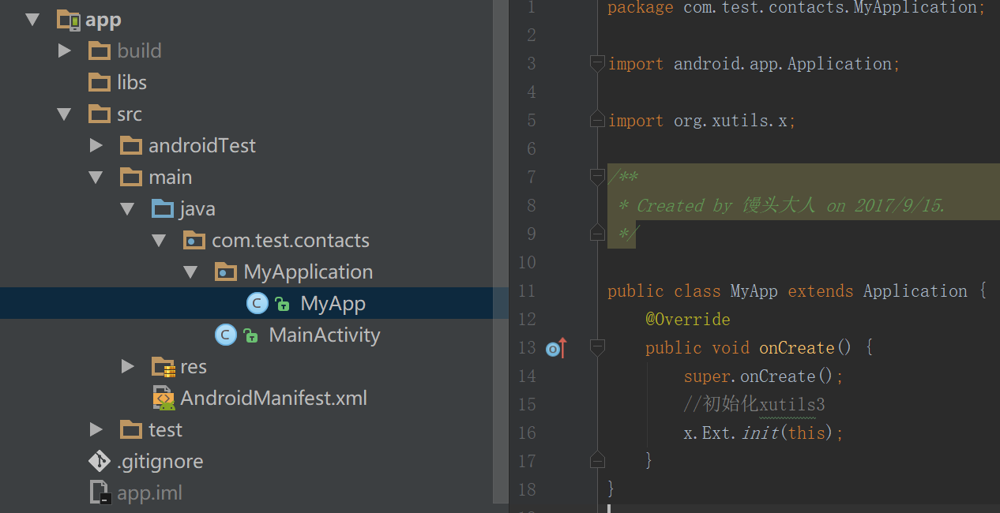 app
build
libs
src
androidTest
main
java
com.test.contacts
MyApplication
C MyApp
C MainActivity
res
AndroidManifest.xml
test
.gitignore
app.iml
1 package com.test.contacts.MyApplication;
2
3 import android.app.Application;
4
5 import org.xutils.x;
6
7 /**
8 * Created by 馒头大人 on 2017/9/15.
9 */
10
11 public class MyApp extends Application {
12 @Override
13 public void onCreate() {
14 super.onCreate();
15 //初始化xutils3
16 x.Ext.init(this);
17 }
18 }